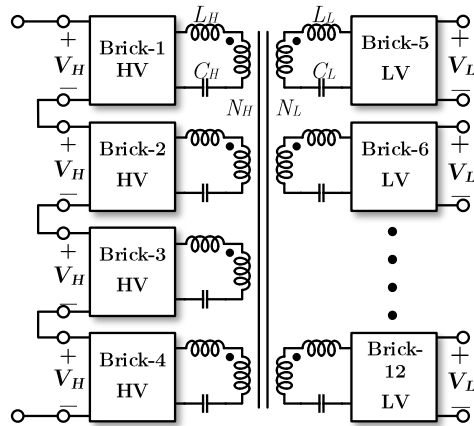 L_H L_L
+ Brick-1 Brick-5 +
V_H HV C_H C_L LV V_L
− N_H N_L −
+ Brick-2 Brick-6 +
V_H HV LV V_L
− −
+ Brick-3
V_H HV
−
+ Brick-4 Brick-12 +
V_H HV LV V_L
− −